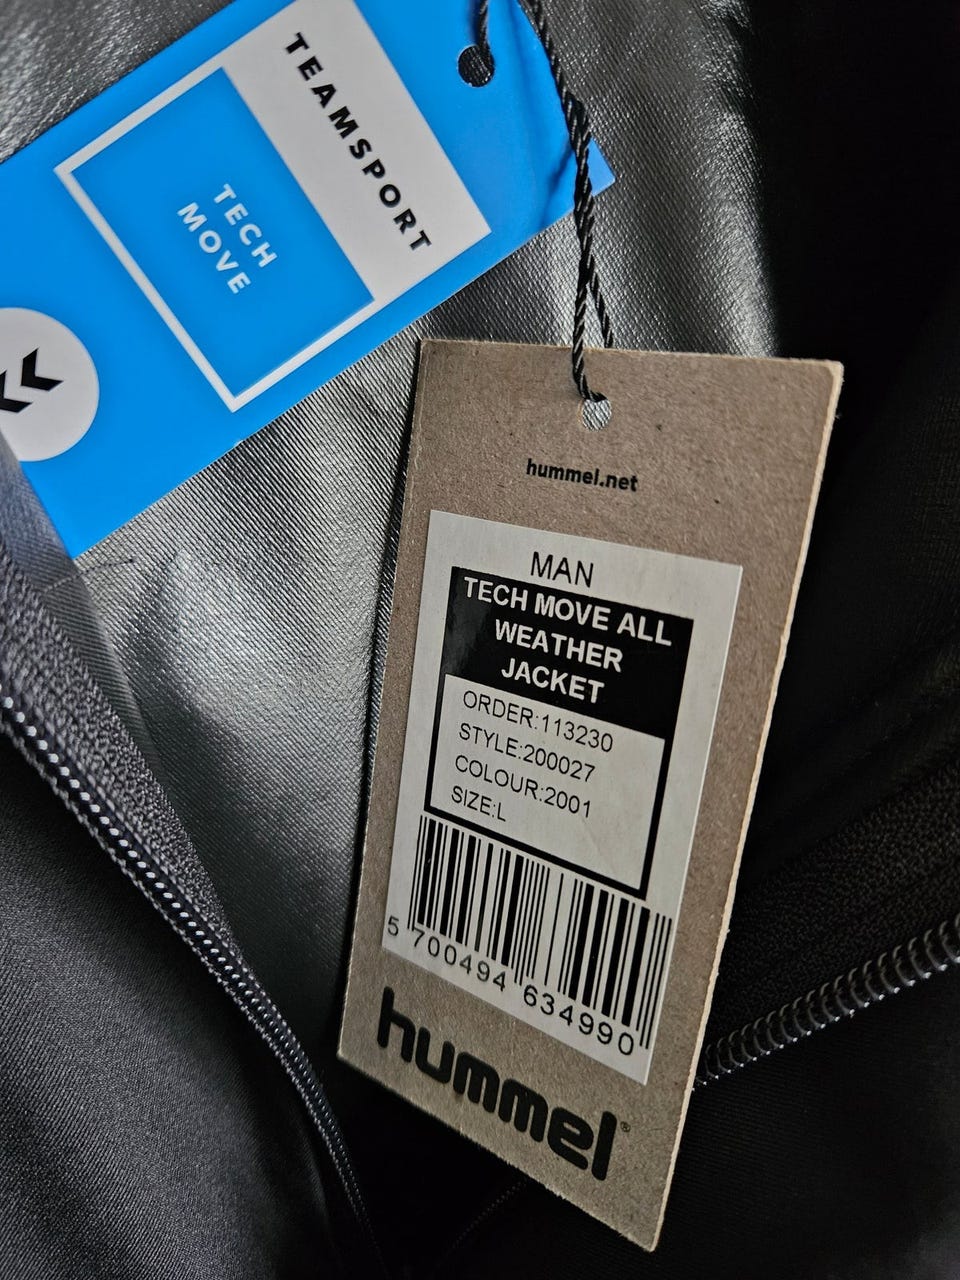 TEAMSPORT
TECH
MOVE
hummel.net
MAN
TECH MOVE ALL
WEATHER
JACKET
ORDER:113230
STYLE:200027
COLOUR:2001
SIZE:L
5 700494 634990
hummel®